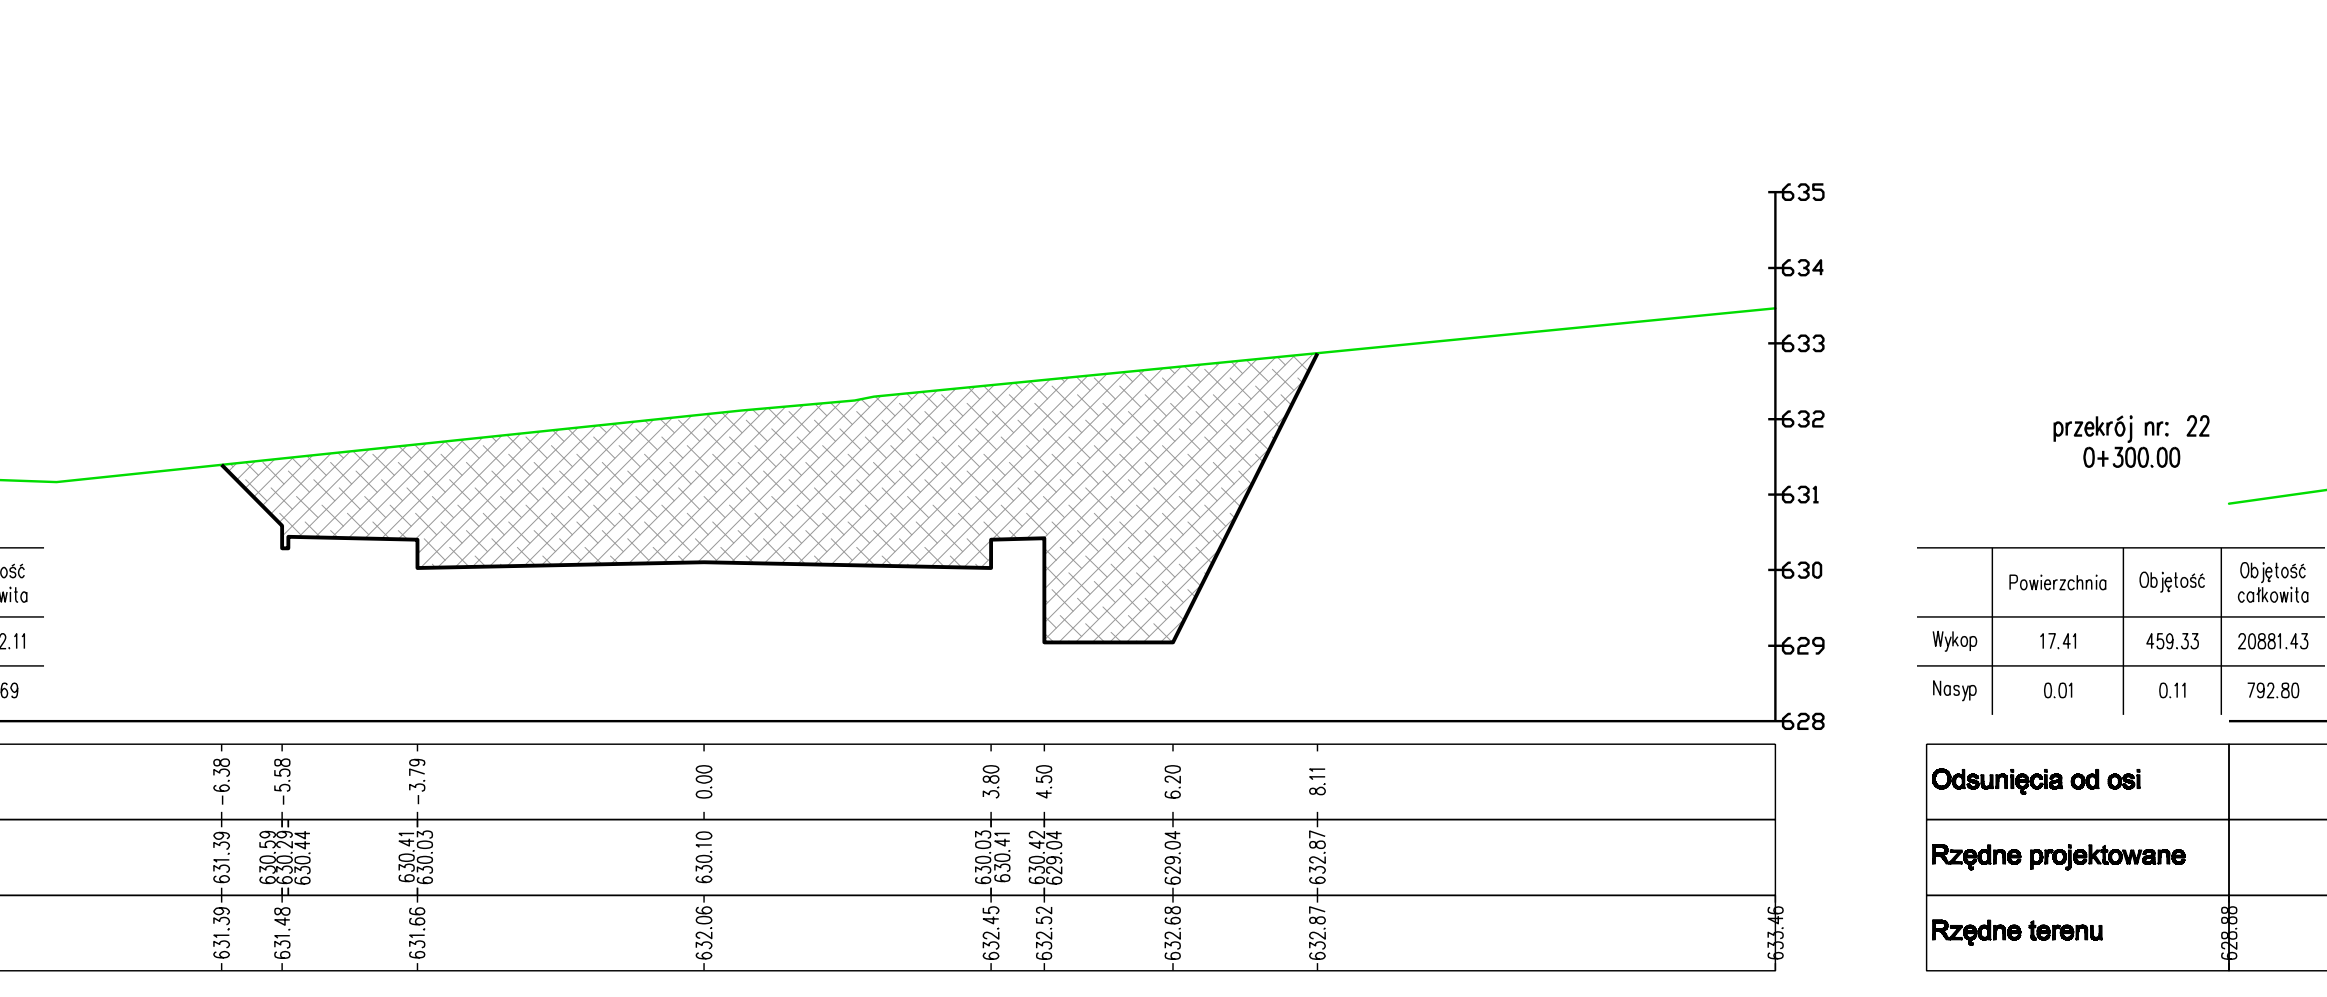 635
634
633
632
631
630
629
628
ość
wita
2.11
69
-6.38 -5.58 -3.79 0.00 3.80 4.50 6.20 8.11
631.39 630.59 630.29 630.44 630.41 630.03 630.10 630.03 630.41 630.42 629.04 629.04 632.87
631.39 631.48 631.66 632.06 632.45 632.52 632.68 632.87 633.46
przekrój nr: 22
0+300.00
Powierzchnia Objętość Objętość
całkowita
Wykop 17.41 459.33 20881.43
Nasyp 0.01 0.11 792.80
Odsunięcia od osi
Rzędne projektowane
Rzędne terenu 628.88